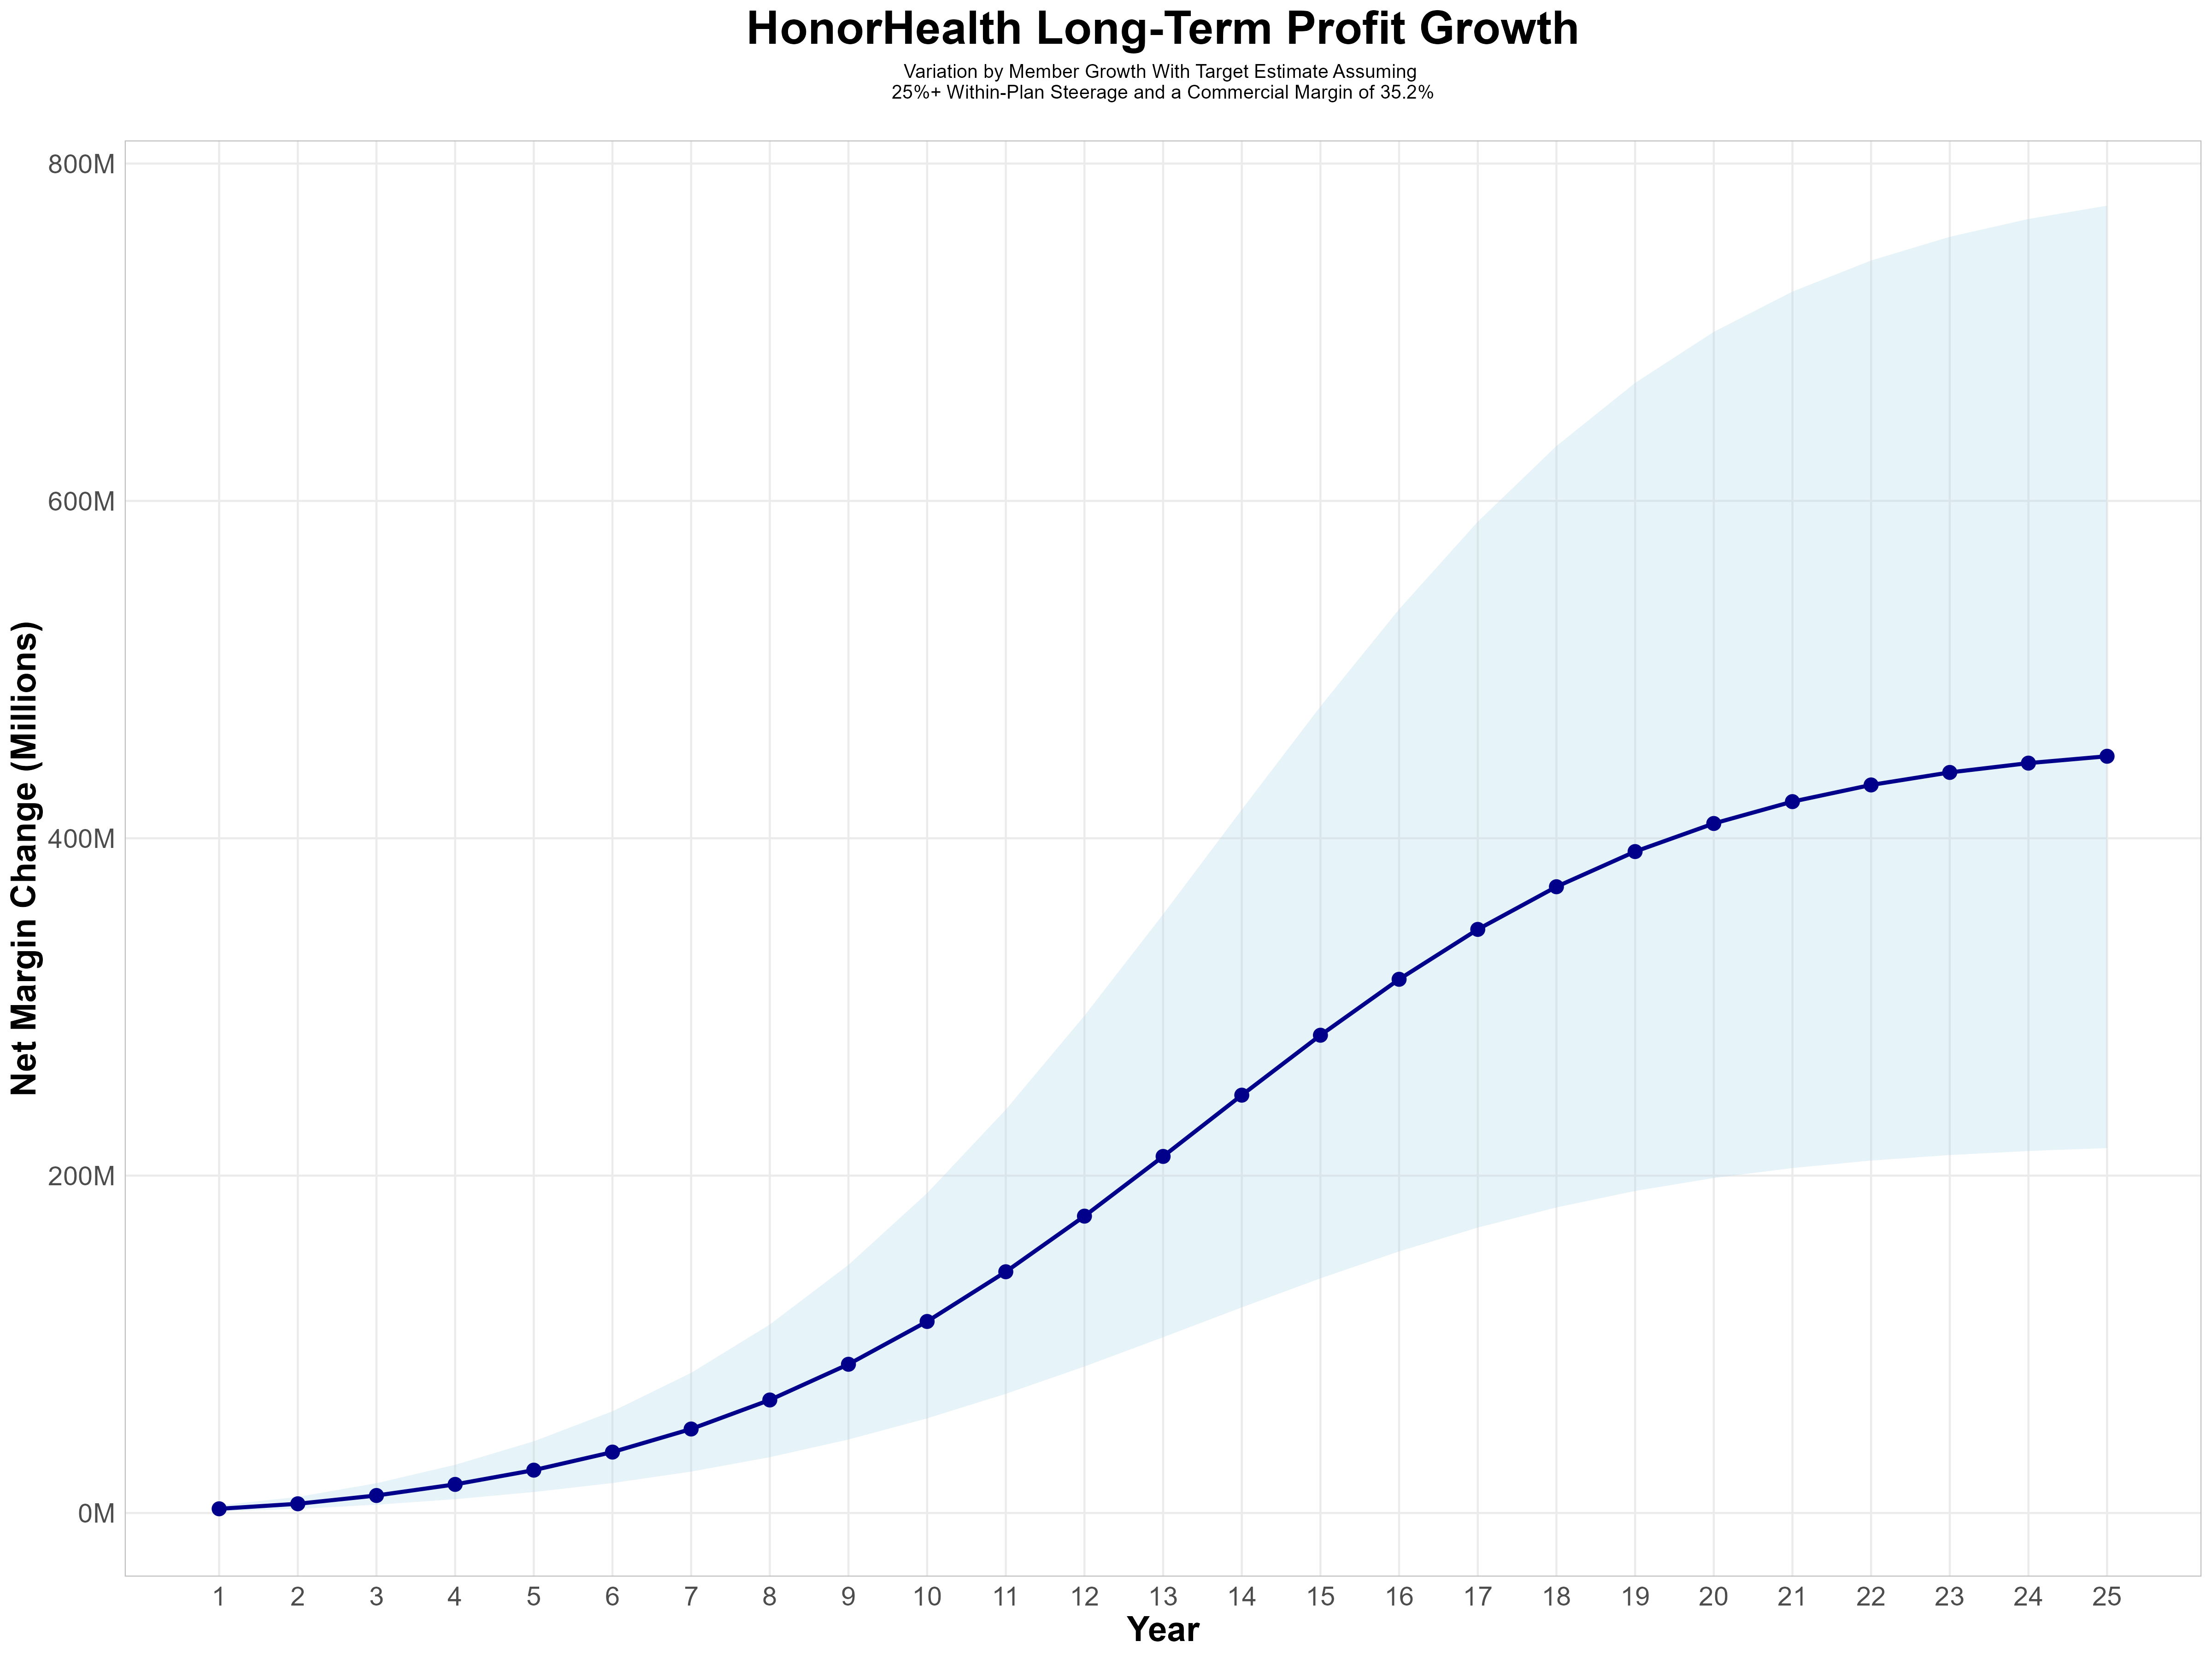 HonorHealth Long-Term Profit Growth
Variation by Member Growth With Target Estimate Assuming
25%+ Within-Plan Steerage and a Commercial Margin of 35.2%
Net Margin Change (Millions)
800M
600M
400M
200M
0M
1 2 3 4 5 6 7 8 9 10 11 12 13 14 15 16 17 18 19 20 21 22 23 24 25
Year